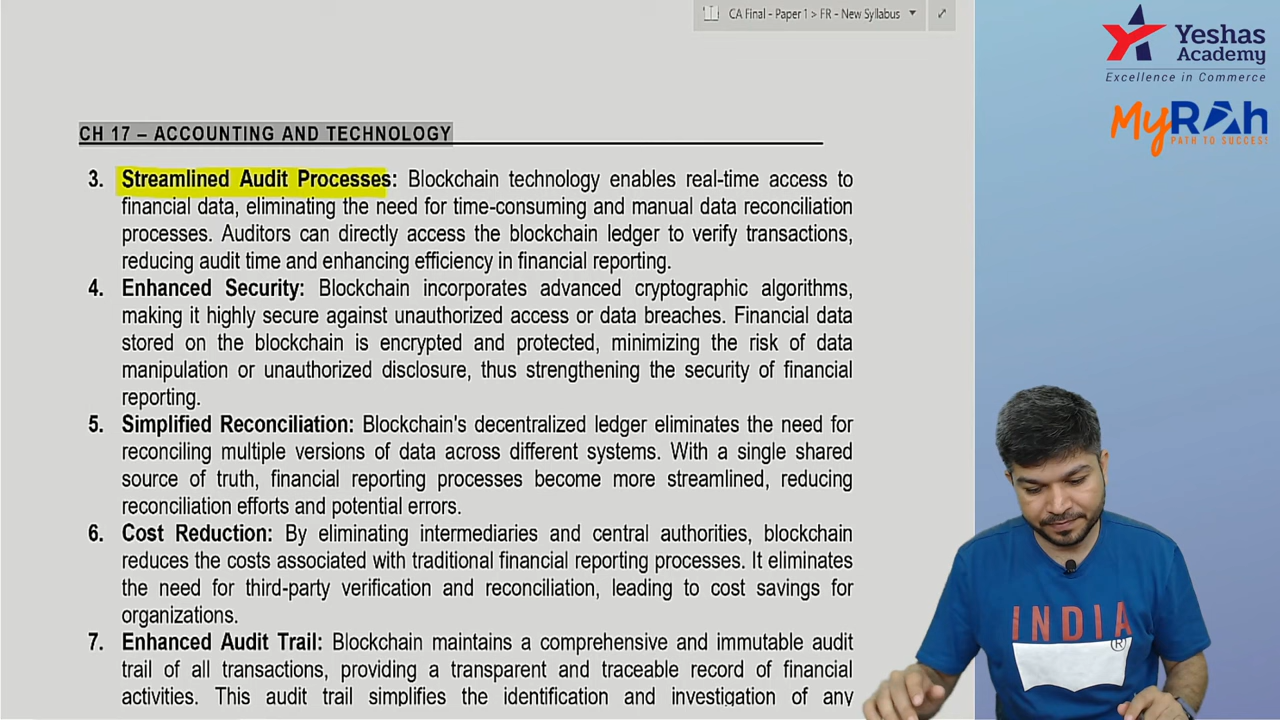 CA Final - Paper 1 > FR - New Syllabus
Yeshas
Academy
Excellence in Commerce
MyRAh
PATH TO SUCCESS
CH 17 – ACCOUNTING AND TECHNOLOGY
3. Streamlined Audit Processes: Blockchain technology enables real-time access to
financial data, eliminating the need for time-consuming and manual data reconciliation
processes. Auditors can directly access the blockchain ledger to verify transactions,
reducing audit time and enhancing efficiency in financial reporting.
4. Enhanced Security: Blockchain incorporates advanced cryptographic algorithms,
making it highly secure against unauthorized access or data breaches. Financial data
stored on the blockchain is encrypted and protected, minimizing the risk of data
manipulation or unauthorized disclosure, thus strengthening the security of financial
reporting.
5. Simplified Reconciliation: Blockchain's decentralized ledger eliminates the need for
reconciling multiple versions of data across different systems. With a single shared
source of truth, financial reporting processes become more streamlined, reducing
reconciliation efforts and potential errors.
6. Cost Reduction: By eliminating intermediaries and central authorities, blockchain
reduces the costs associated with traditional financial reporting processes. It eliminates
the need for third-party verification and reconciliation, leading to cost savings for
organizations.
7. Enhanced Audit Trail: Blockchain maintains a comprehensive and immutable audit
trail of all transactions, providing a transparent and traceable record of financial
activities. This audit trail simplifies the identification and investigation of any
INDIA
®